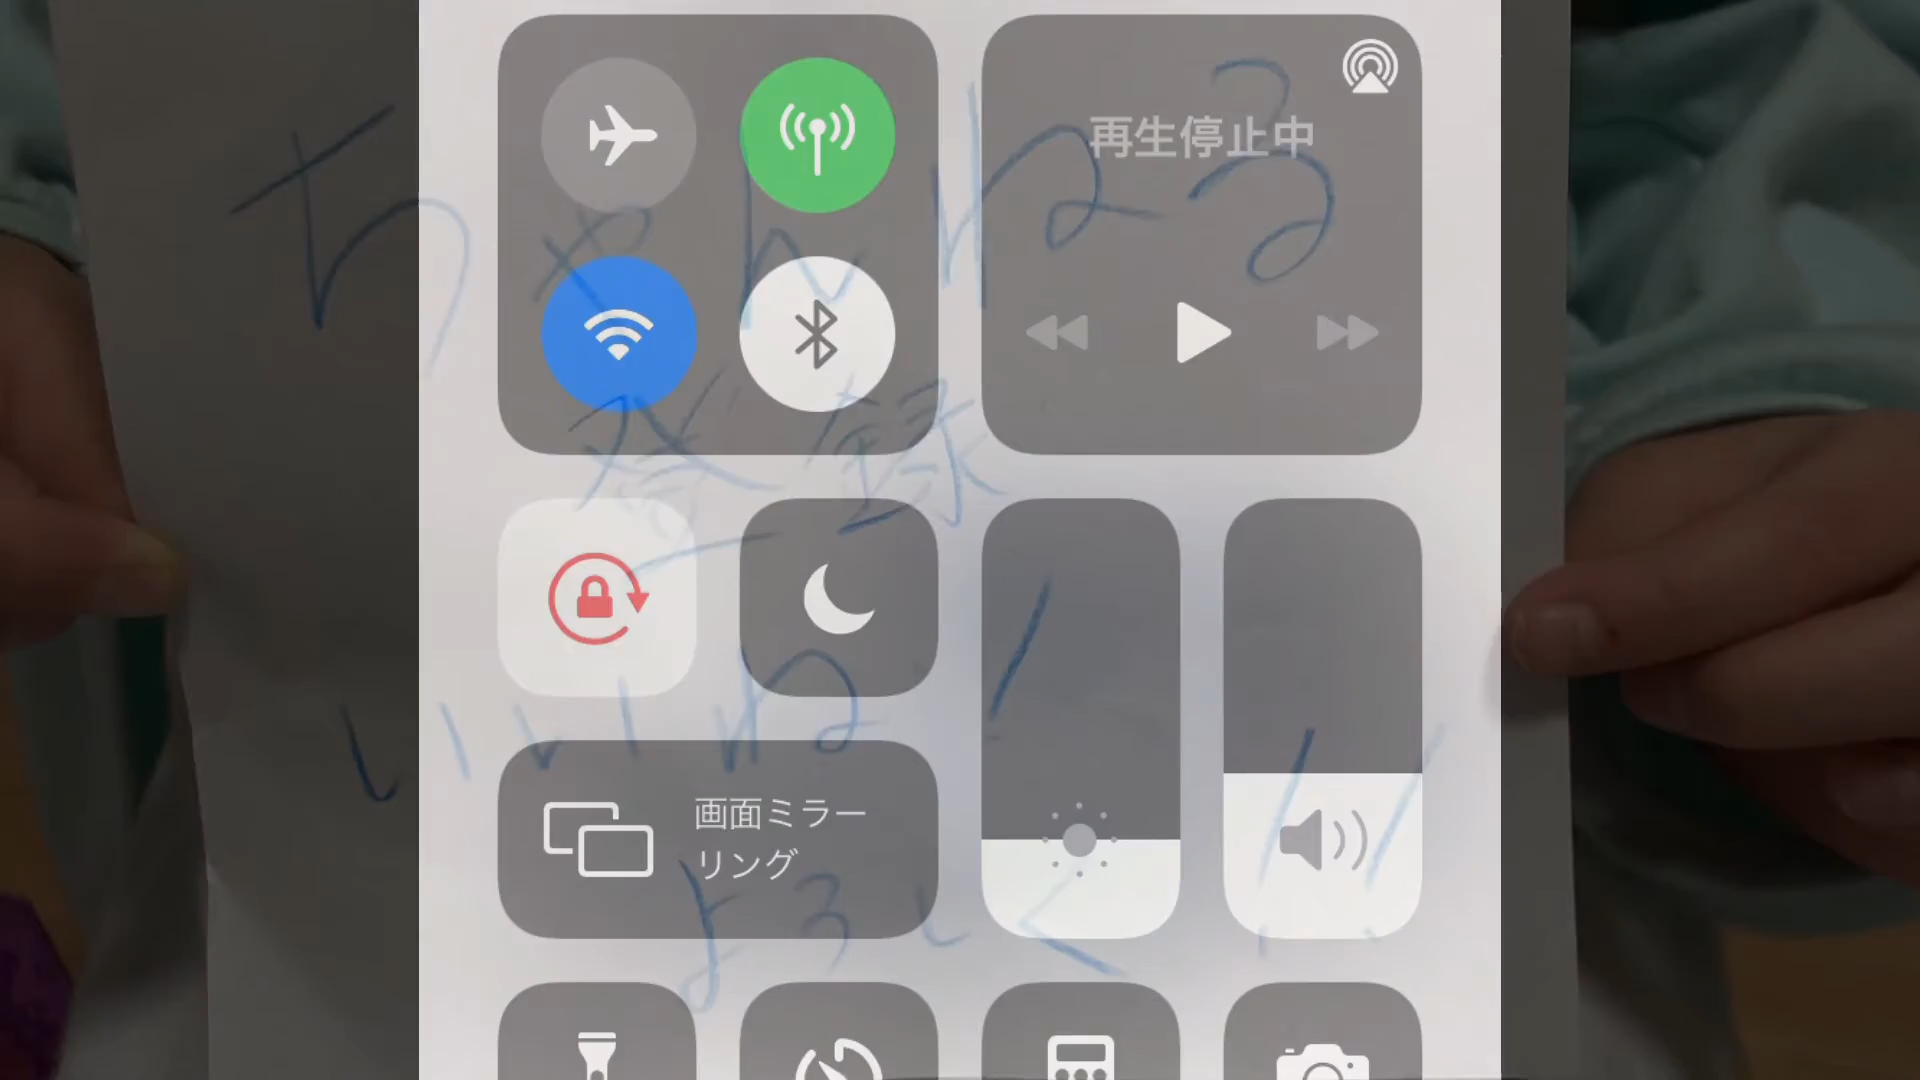 再生停止中
画面ミラー
リング
ちゃんねる
登録
いいね!
よろしく!!